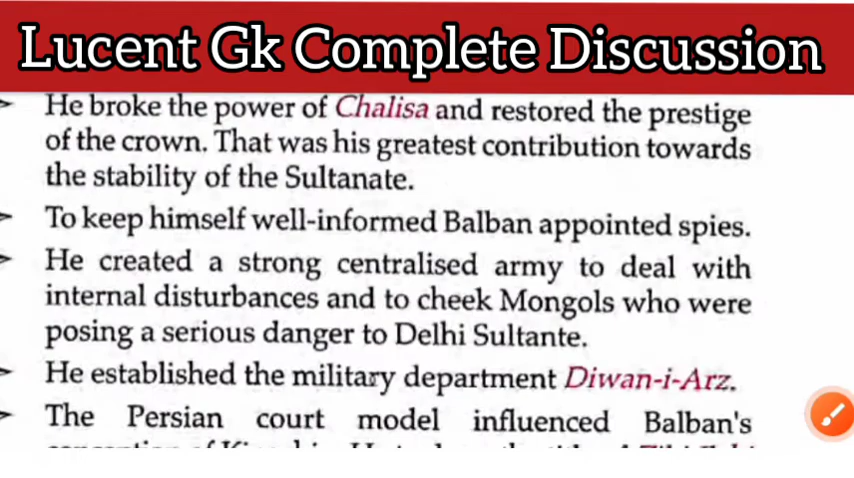 Lucent Gk Complete Discussion
He broke the power of Chalisa and restored the prestige
of the crown. That was his greatest contribution towards
the stability of the Sultanate.
To keep himself well-informed Balban appointed spies.
He created a strong centralised army to deal with
internal disturbances and to cheek Mongols who were
posing a serious danger to Delhi Sultante.
He established the military department Diwan-i-Arz.
The Persian court model influenced Balban's